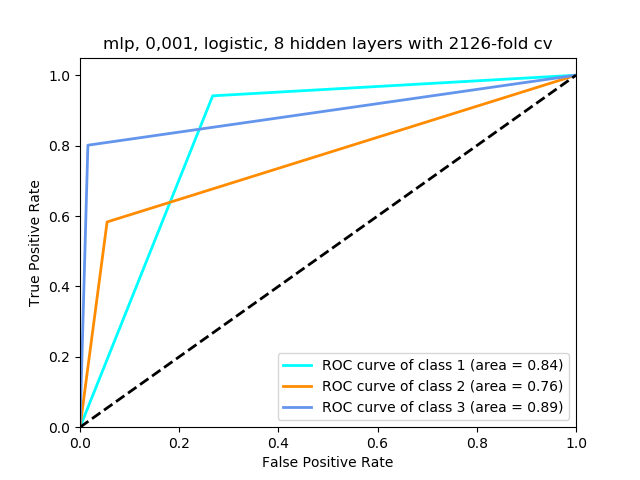 mlp, 0,001, logistic, 8 hidden layers with 2126-fold cv
1.0
0.8
0.6
0.4
0.2
0.0
True Positive Rate
ROC curve of class 1 (area = 0.84)
ROC curve of class 2 (area = 0.76)
ROC curve of class 3 (area = 0.89)
0.0 0.2 0.4 0.6 0.8 1.0
False Positive Rate